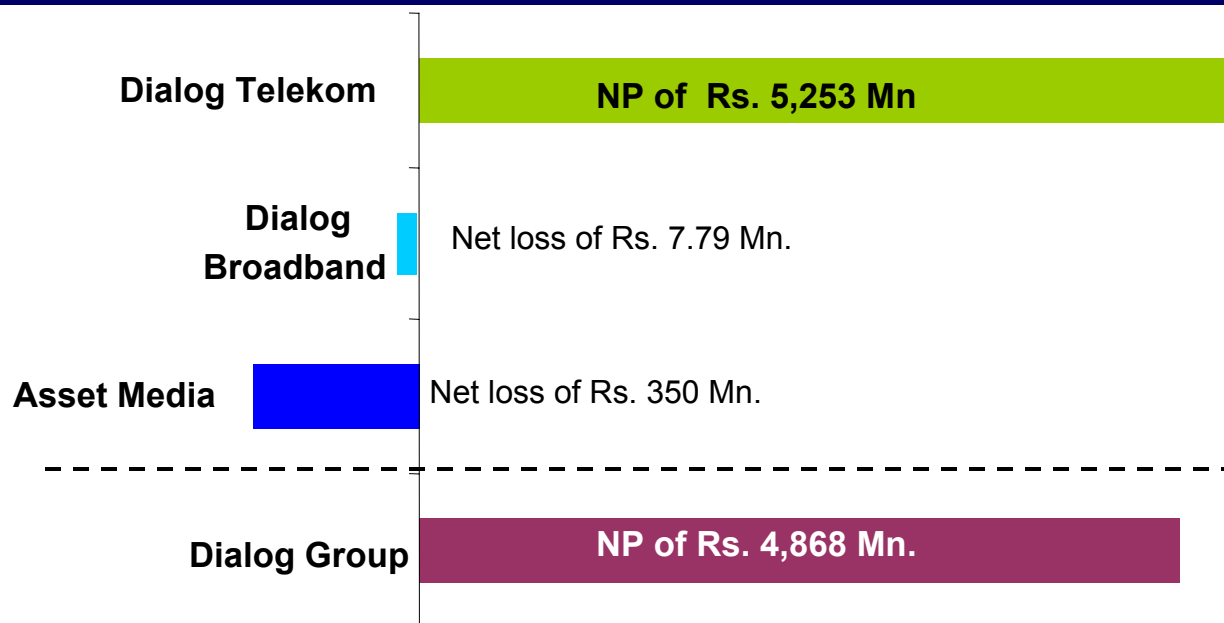 Dialog Telekom
NP of  Rs. 5,253 Mn
Dialog
Broadband
Net loss of Rs. 7.79 Mn.
Asset Media
Net loss of Rs. 350 Mn.
Dialog Group
NP of Rs. 4,868 Mn.